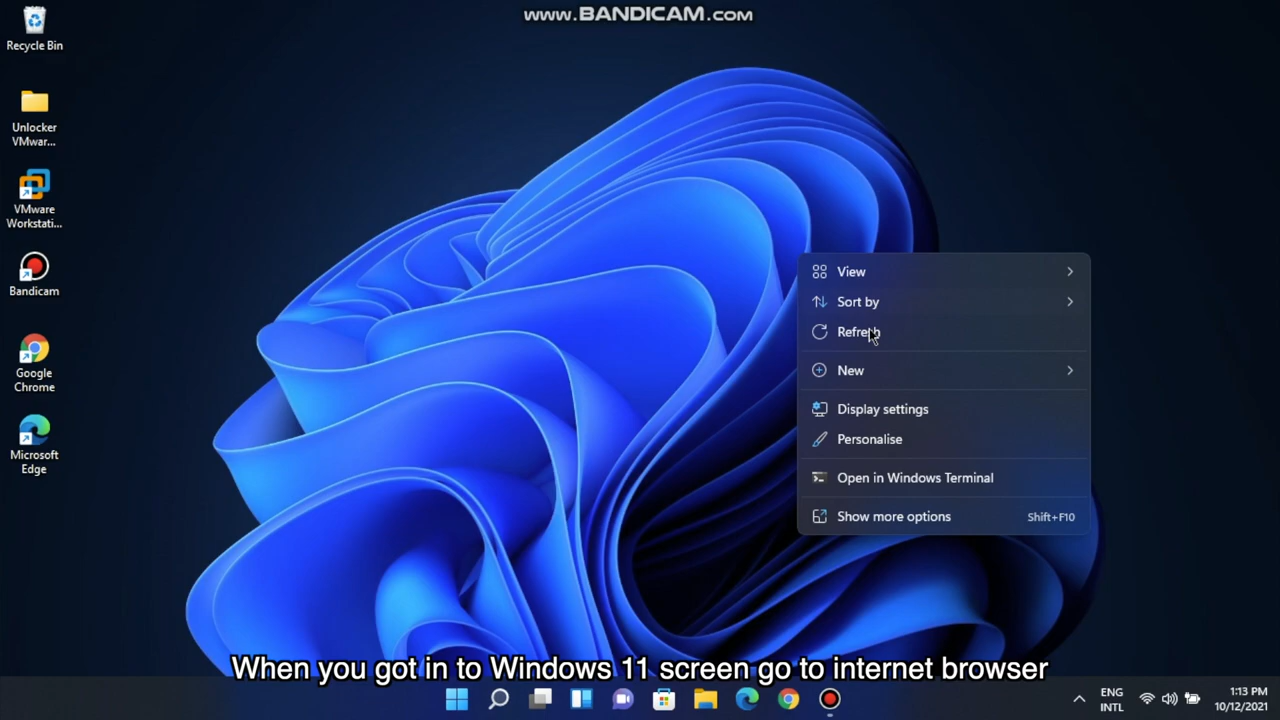 www.BANDICAM.com
Recycle Bin
Unlocker
VMwar...
VMware
Workstati...
Bandicam
Google
Chrome
Microsoft
Edge
View
Sort by
Refresh
New
Display settings
Personalise
Open in Windows Terminal
Show more options Shift+F10
When you got in to Windows 11 screen go to internet browser
ENG
INTL
1:13 PM
10/12/2021